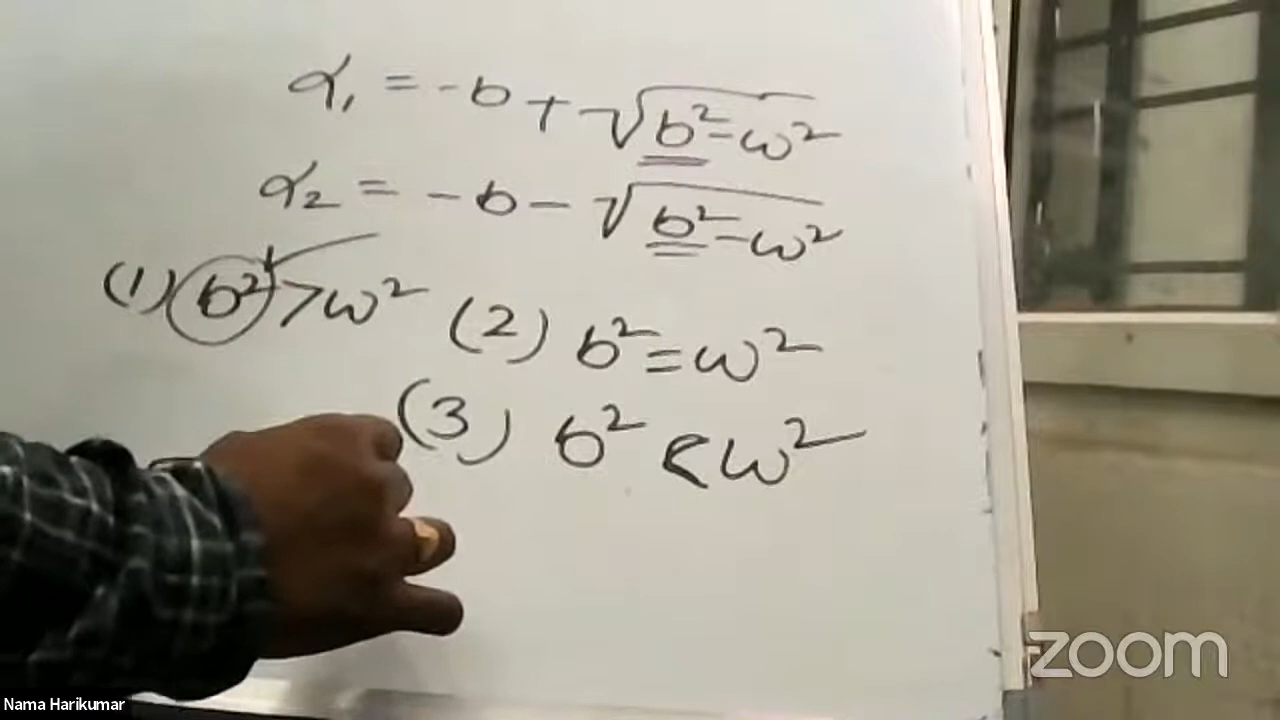 α₁ = -b + √b²-ω²
α₂ = -b - √b²-ω²
(1) b² > ω² (2) b² = ω²
(3) b² < ω²
zoom
Nama Harikumar